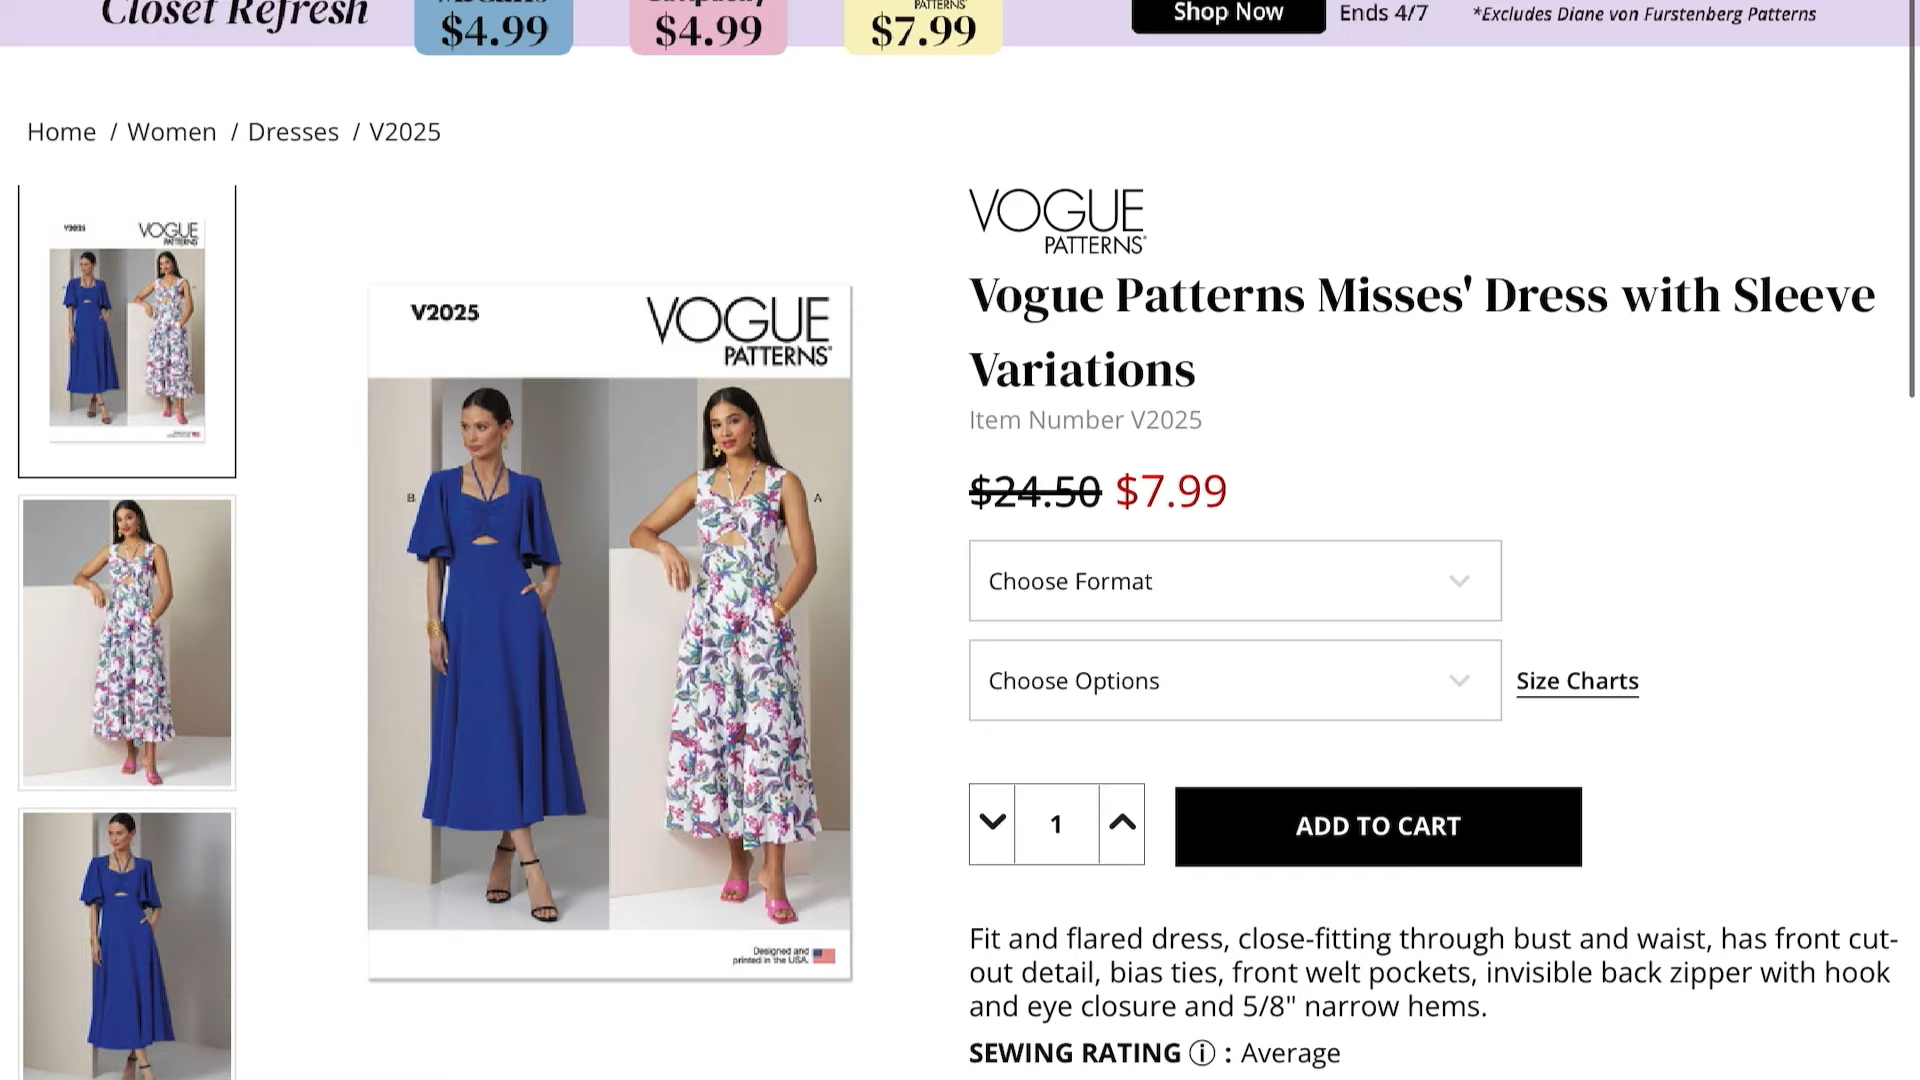 Closet Refresh
$4.99
Simplicity
$4.99
PATTERNS
$7.99
Shop Now
Ends 4/7
*Excludes Diane von Furstenberg Patterns
Home / Women / Dresses / V2025
V2025
VOGUE
PATTERNS
V2025
VOGUE
PATTERNS®
B
A
Designed and
printed in the USA.
VOGUE
PATTERNS®
Vogue Patterns Misses' Dress with Sleeve
Variations
Item Number V2025
$24.50 $7.99
Choose Format
Choose Options
Size Charts
1
ADD TO CART
Fit and flared dress, close-fitting through bust and waist, has front cut-
out detail, bias ties, front welt pockets, invisible back zipper with hook
and eye closure and 5/8" narrow hems.
SEWING RATING ⓘ : Average